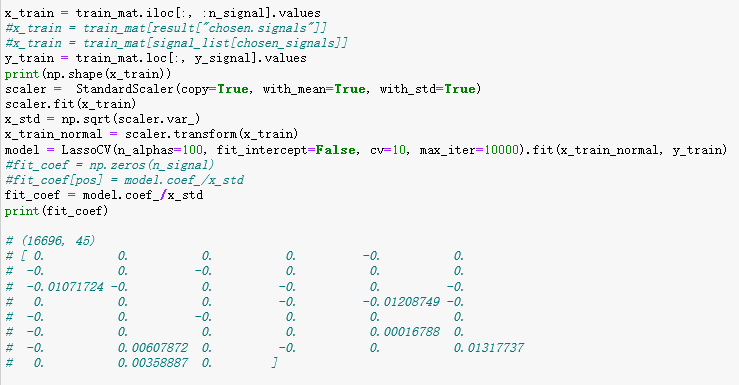 x_train = train_mat.iloc[:, :n_signal].values
#x_train = train_mat[result["chosen.signals"]]
#x_train = train_mat[signal_list[chosen_signals]]
y_train = train_mat.loc[:, y_signal].values
print(np.shape(x_train))
scaler =  StandardScaler(copy=True, with_mean=True, with_std=True)
scaler.fit(x_train)
x_std = np.sqrt(scaler.var_)
x_train_normal = scaler.transform(x_train)
model = LassoCV(n_alphas=100, fit_intercept=False, cv=10, max_iter=10000).fit(x_train_normal, y_train)
#fit_coef = np.zeros(n_signal)
#fit_coef[pos] = model.coef_/x_std
fit_coef = model.coef_/x_std
print(fit_coef)

# (16696, 45)
# [ 0.          0.          0.          0.         -0.          0.
#  -0.          0.         -0.          0.          0.          0.
#  -0.01071724 -0.          0.         -0.          0.         -0.
#   0.          0.          0.         -0.         -0.01208749 -0.
#  -0.          0.         -0.          0.          0.          0.
#  -0.          0.          0.          0.          0.00016788  0.
#  -0.          0.00607872  0.         -0.          0.          0.01317737
#   0.          0.00358887  0.        ]